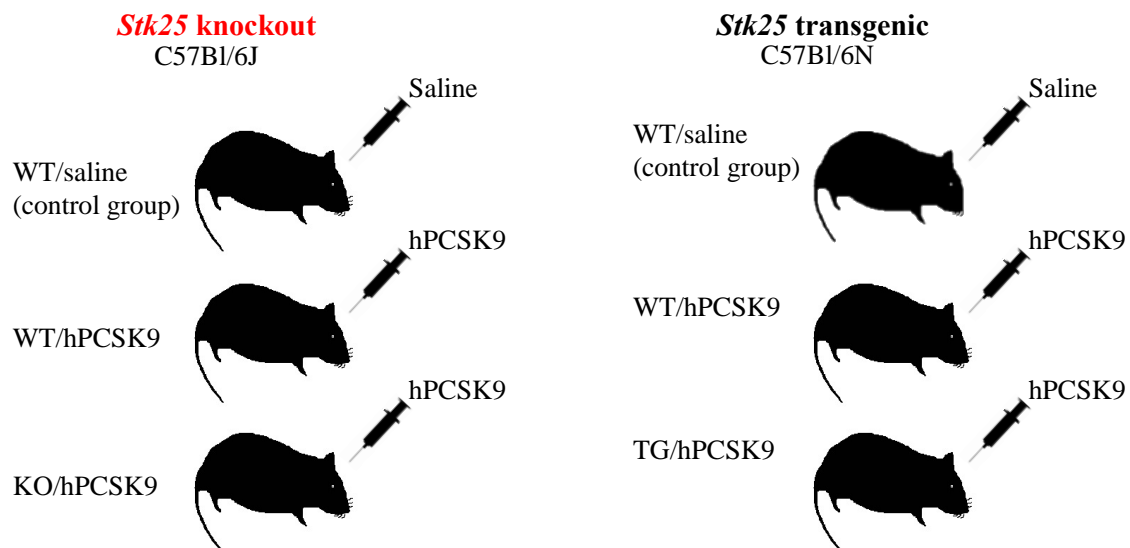 Stk25 knockout
C57Bl/6J
Saline
WT/saline
(control group)
hPCSK9
WT/hPCSK9
hPCSK9
KO/hPCSK9
Stk25 transgenic
C57Bl/6N
Saline
WT/saline
(control group)
hPCSK9
WT/hPCSK9
hPCSK9
TG/hPCSK9